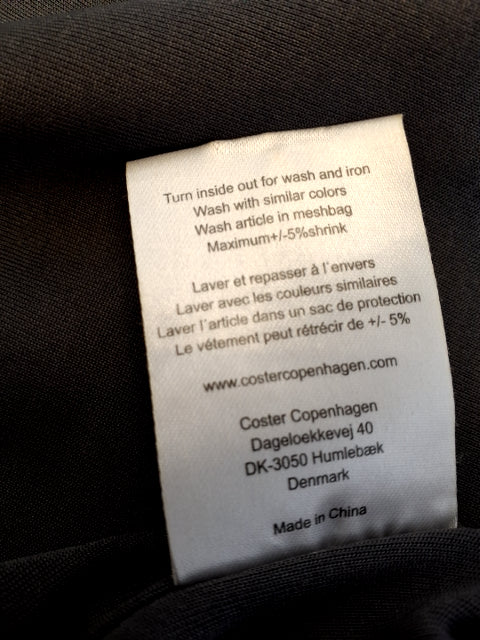 Turn inside out for wash and iron
Wash with similar colors
Wash article in meshbag
Maximum+/-5%shrink
Laver et repasser à l'envers
Laver avec les couleurs similaires
Laver l'article dans un sac de protection
Le vétement peut rétrécir de +/- 5%
www.costercopenhagen.com
Coster Copenhagen
Dageloekkevej 40
DK-3050 Humlebæk
Denmark
Made in China